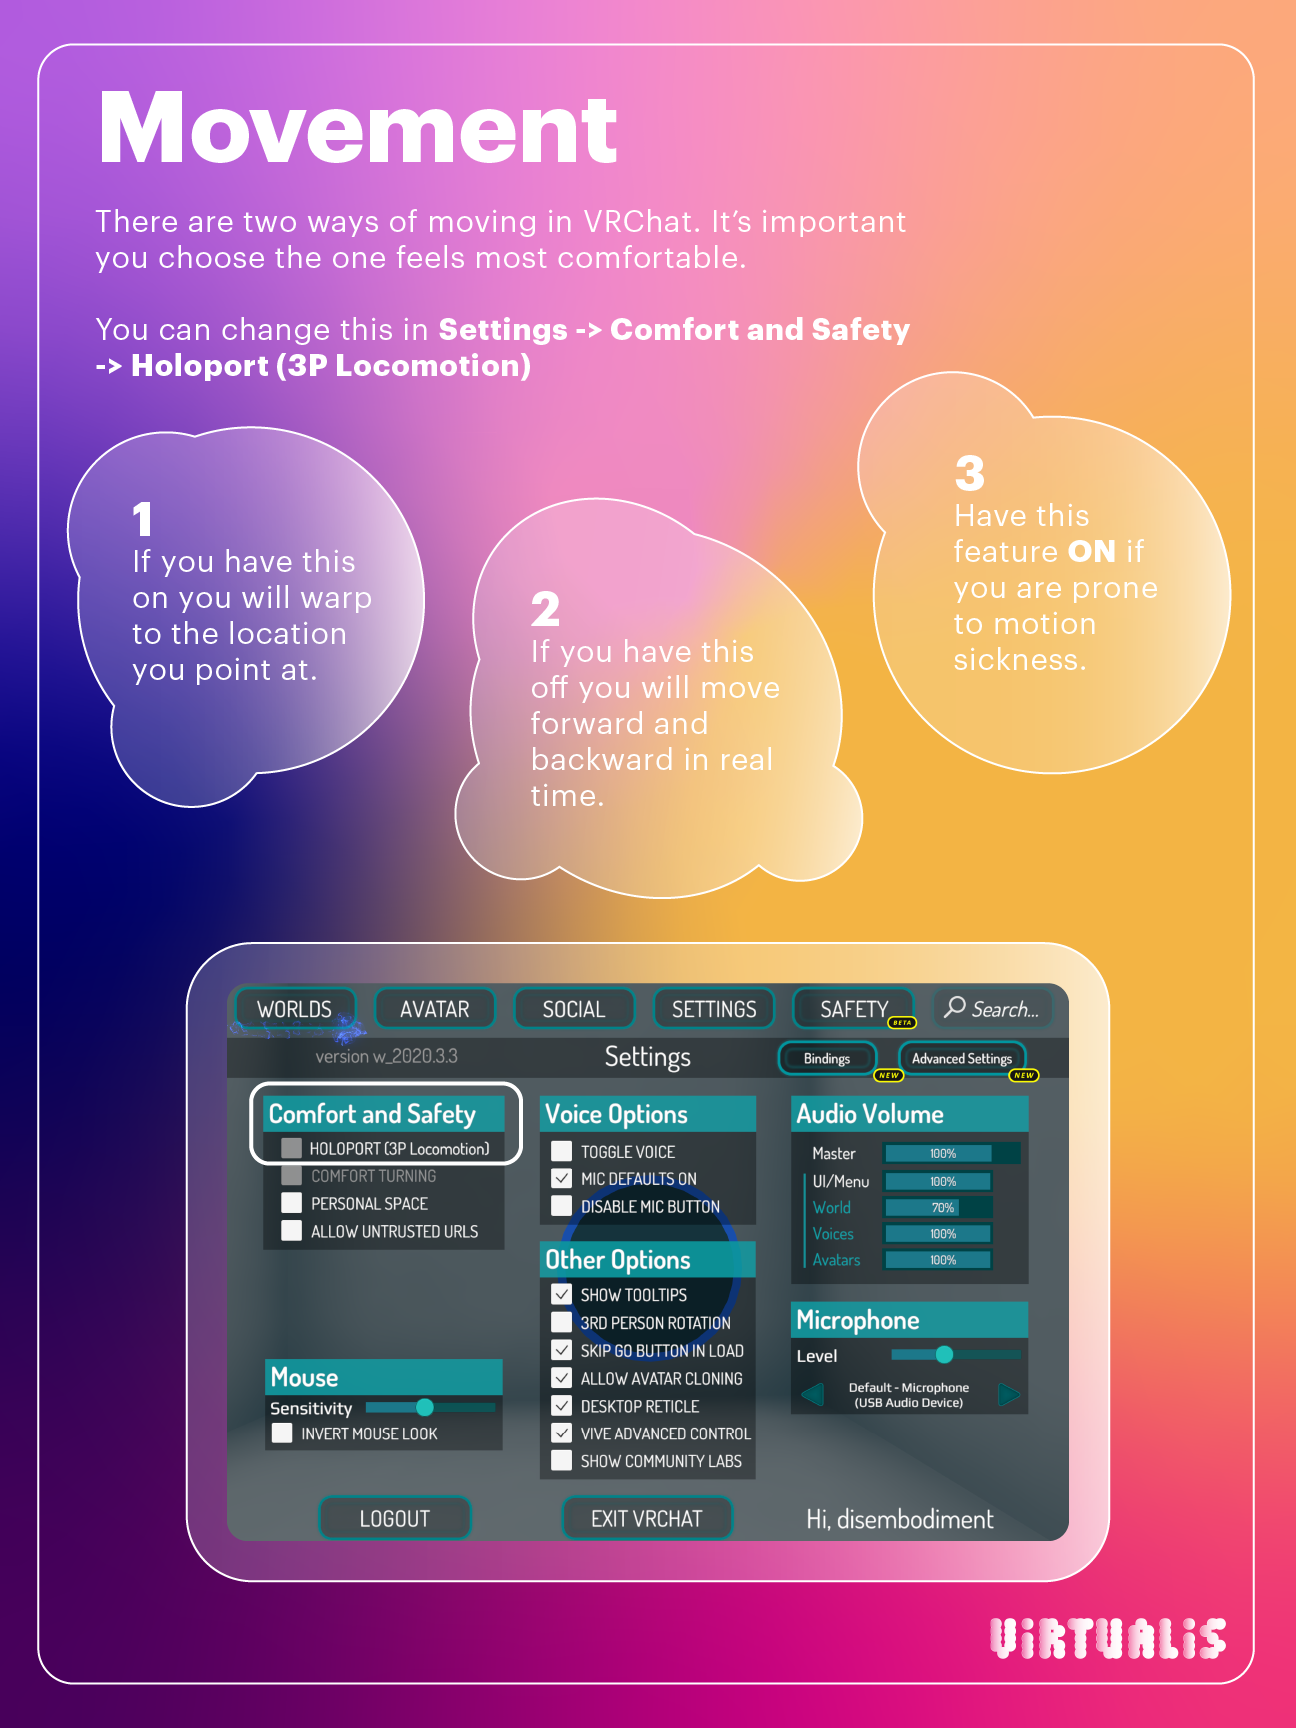 Movement
There are two ways of moving in VRChat. It's important
you choose the one feels most comfortable.
You can change this in Settings -> Comfort and Safety
-> Holoport (3P Locomotion)
1
If you have this
on you will warp
to the location
you point at.
2
If you have this
off you will move
forward and
backward in real
time.
3
Have this
feature ON if
you are prone
to motion
sickness.
WORLDS
AVATAR
SOCIAL
SETTINGS
SAFETY
BETA
Search...
version w_2020.3.3
Settings
Bindings
NEW
Advanced Settings
NEW
Comfort and Safety
HOLOPORT (3P Locomotion)
COMFORT TURNING
PERSONAL SPACE
ALLOW UNTRUSTED URLS
Mouse
Sensitivity
INVERT MOUSE LOOK
Voice Options
TOGGLE VOICE
MIC DEFAULTS ON
DISABLE MIC BUTTON
Other Options
SHOW TOOLTIPS
3RD PERSON ROTATION
SKIP GO BUTTON IN LOAD
ALLOW AVATAR CLONING
DESKTOP RETICLE
VIVE ADVANCED CONTROL
SHOW COMMUNITY LABS
Audio Volume
Master 100%
UI/Menu 100%
World 70%
Voices 100%
Avatars 100%
Microphone
Level
Default - Microphone
(USB Audio Device)
LOGOUT
EXIT VRCHAT
Hi, disembodiment
ViRTUALiS